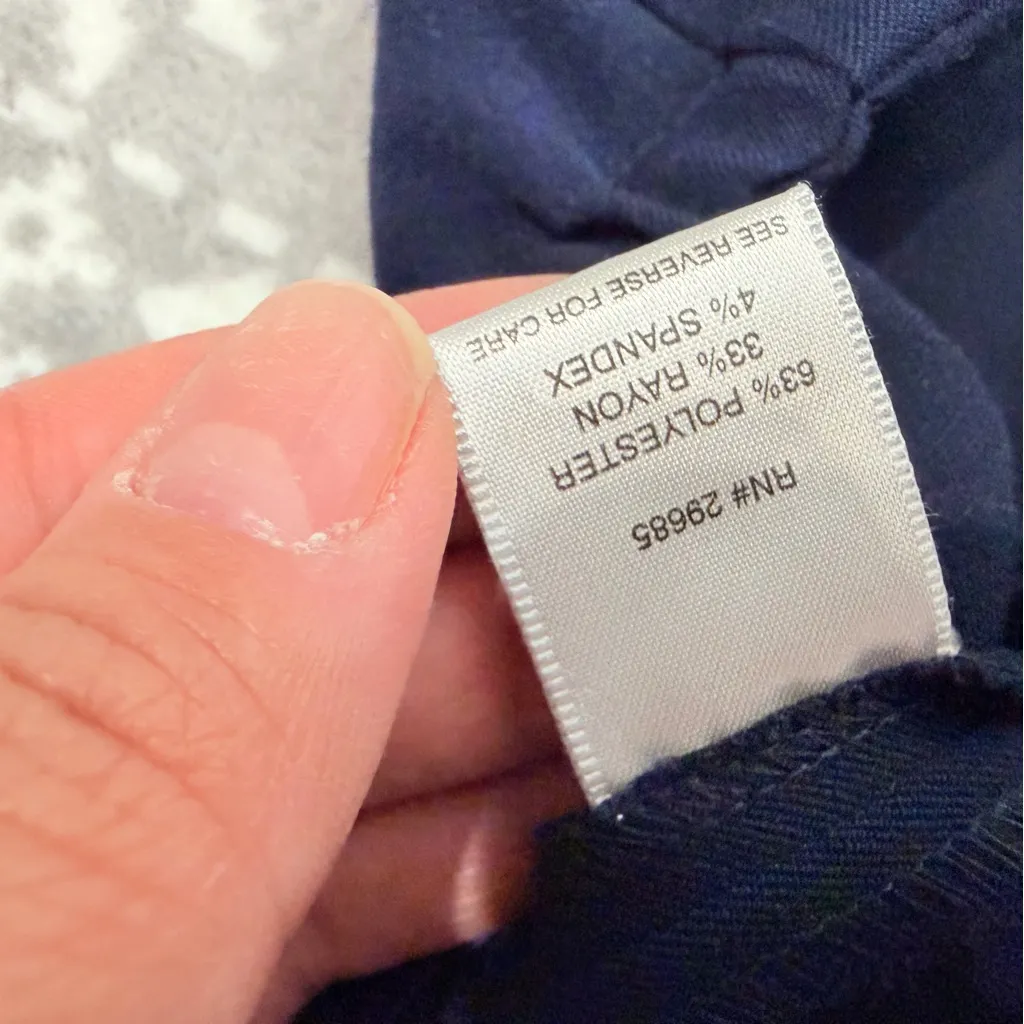 RN# 29685
63% POLYESTER
33% RAYON
4% SPANDEX
SEE REVERSE FOR CARE